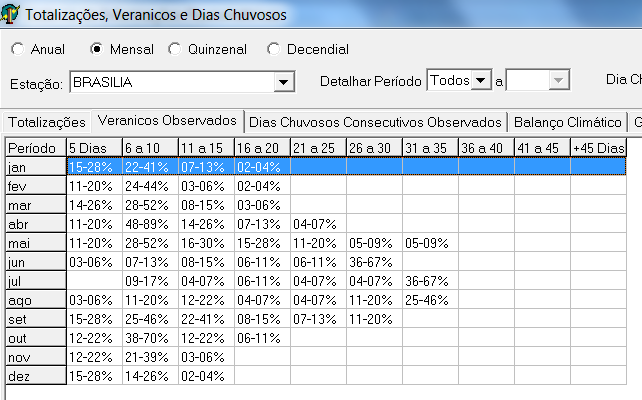 Totalizações, Veranicos e Dias Chuvosos
Anual Mensal Quinzenal Decendial
Estação: BRASILIA Detalhar Período Todos a Dia Ch
Totalizações Veranicos Observados Dias Chuvosos Consecutivos Observados Balanço Climático G
Período 5 Dias 6 a 10 11 a 15 16 a 20 21 a 25 26 a 30 31 a 35 36 a 40 41 a 45 +45 Dias
jan 15-28% 22-41% 07-13% 02-04%
fev 11-20% 24-44% 03-06% 02-04%
mar 14-26% 28-52% 08-15% 03-06%
abr 11-20% 48-89% 14-26% 07-13% 04-07%
mai 11-20% 28-52% 16-30% 15-28% 11-20% 05-09% 05-09%
jun 03-06% 07-13% 08-15% 06-11% 06-11% 36-67%
jul 09-17% 04-07% 06-11% 04-07% 04-07% 36-67%
ago 03-06% 11-20% 12-22% 04-07% 04-07% 11-20% 25-46%
set 15-28% 25-46% 22-41% 08-15% 07-13% 11-20%
out 12-22% 38-70% 12-22% 06-11%
nov 12-22% 21-39% 03-06%
dez 15-28% 14-26% 02-04%